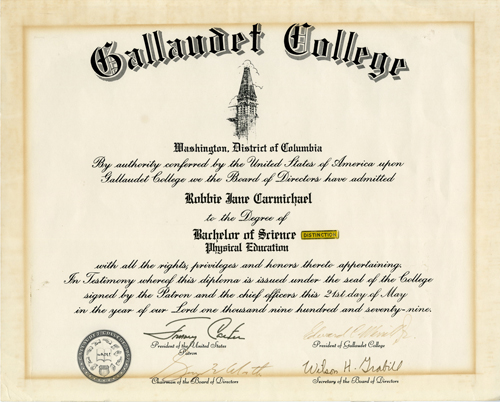 Gallaudet College
Washington, District of Columbia
By authority conferred by the United States of America upon
Gallaudet College we the Board of Directors have admitted
Robbie Jane Carmichael
to the Degree of
Bachelor of Science DISTINCTION
Physical Education
with all the rights, privileges and honors thereto appertaining.
In Testimony whereof this diploma is issued under the seal of the College
signed by the Patron and the chief officers this 21st day of May
in the year of our Lord one thousand nine hundred and seventy-nine.
Jimmy Carter
President of the United States
Patron
President of Gallaudet College
Chairman of the Board of Directors
Wilson H. Grabill
Secretary of the Board of Directors